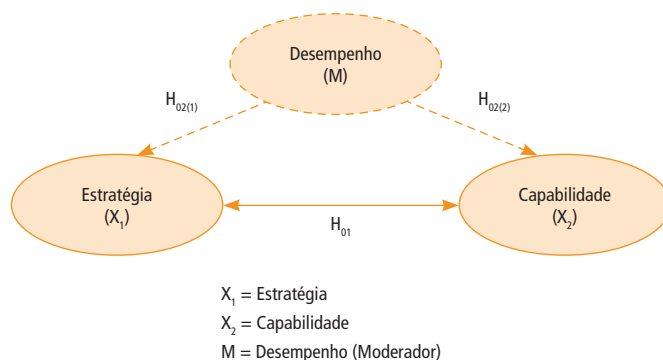 Desempenho
(M)
H02(1)
H02(2)
Estratégia
(X1)
Capabilidade
(X2)
H01
X1 = Estratégia
X2 = Capabilidade
M = Desempenho (Moderador)